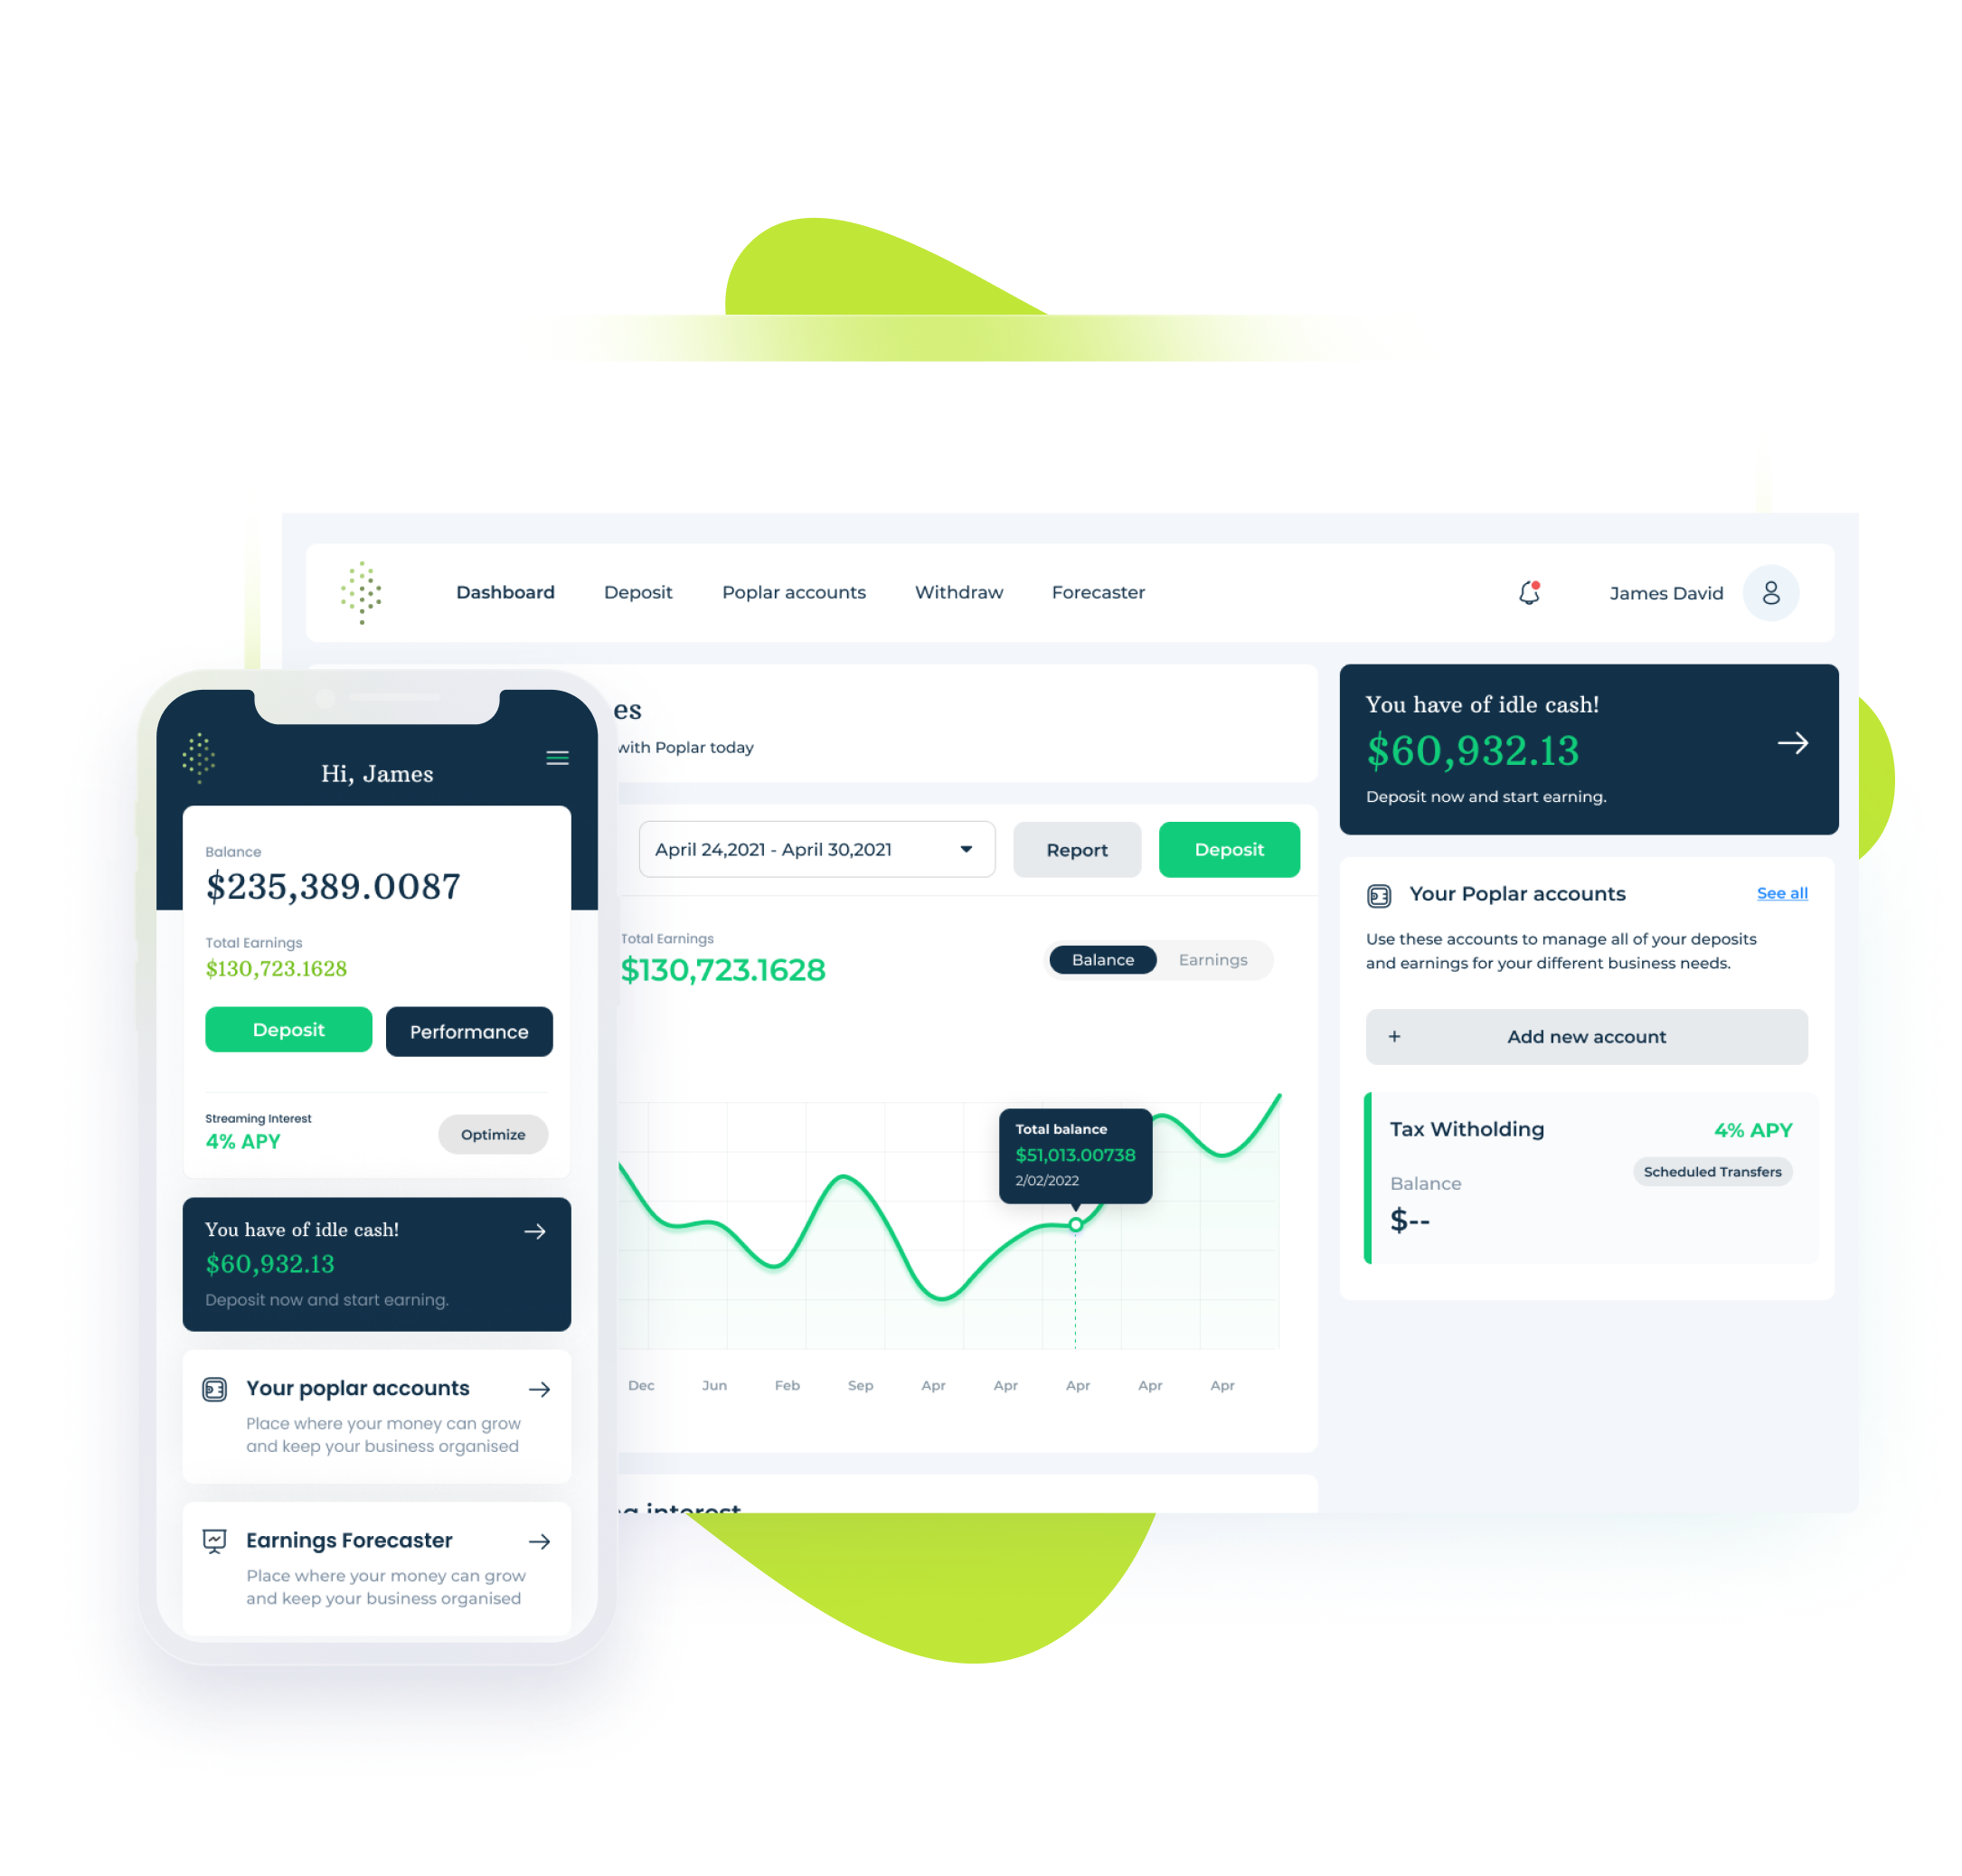 Dashboard
Deposit
Poplar accounts
Withdraw
Forecaster
James David
with Poplar today
April 24,2021 - April 30,2021
Report
Deposit
Total Earnings
$130,723.1628
Balance
Earnings
Total balance
$51,013.00738
2/02/2022
Dec
Jun
Feb
Sep
Apr
Apr
Apr
Apr
Apr
interest
You have of idle cash!
$60,932.13
Deposit now and start earning.
Your Poplar accounts
See all
Use these accounts to manage all of your deposits
and earnings for your different business needs.
+ Add new account
Tax Witholding
4% APY
Scheduled Transfers
Balance
$--
Hi, James
Balance
$235,389.0087
Total Earnings
$130,723.1628
Deposit
Performance
Streaming Interest
4% APY
Optimize
You have of idle cash!
$60,932.13
Deposit now and start earning.
Your poplar accounts
Place where your money can grow
and keep your business organised
Earnings Forecaster
Place where your money can grow
and keep your business organised